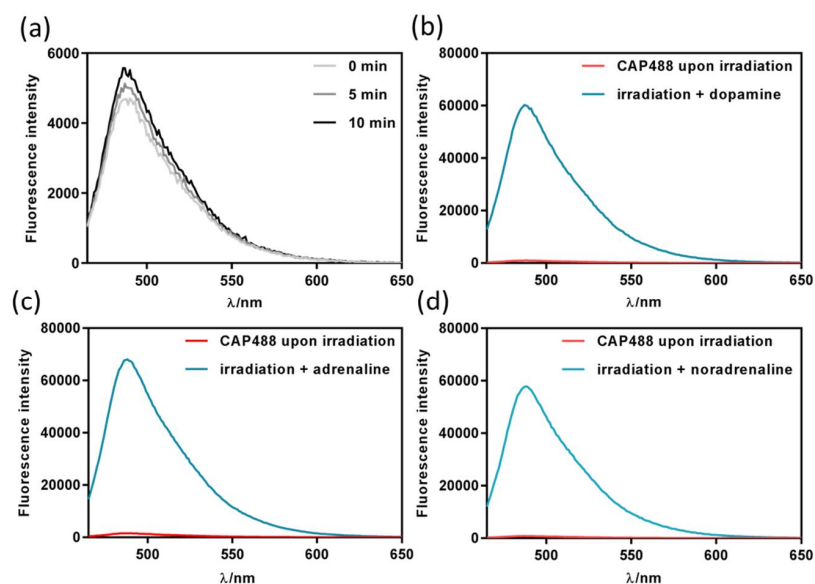 (a)
Fluorescence intensity
6000
4000
2000
0
0 min
5 min
10 min
500
550
600
650
λ/nm
(b)
Fluorescence intensity
80000
60000
40000
20000
0
CAP488 upon irradiation
irradiation + dopamine
500
550
600
650
λ/nm
(c)
Fluorescence intensity
80000
60000
40000
20000
0
CAP488 upon irradiation
irradiation + adrenaline
500
550
600
650
λ/nm
(d)
Fluorescence intensity
80000
60000
40000
20000
0
CAP488 upon irradiation
irradiation + noradrenaline
500
550
600
650
λ/nm